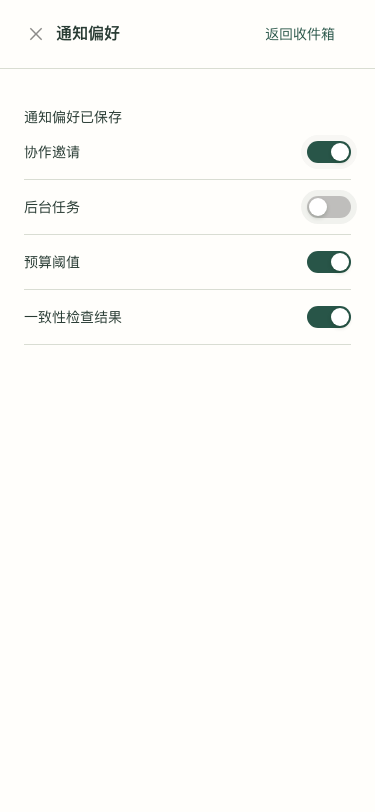 通知偏好
返回收件箱
通知偏好已保存
协作邀请
后台任务
预算阈值
一致性检查结果